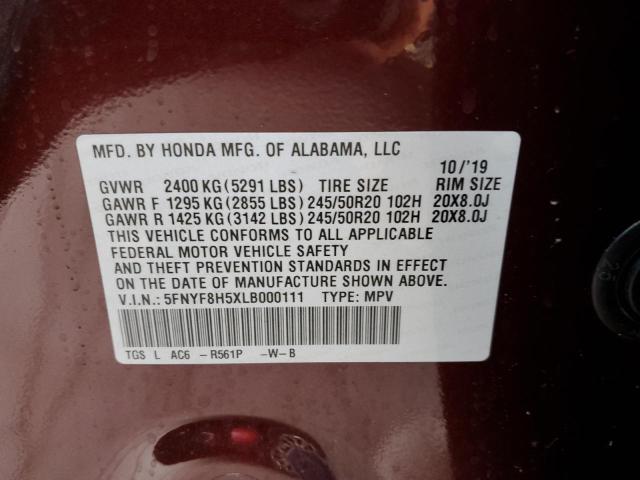 MFD. BY HONDA MFG. OF ALABAMA, LLC
10/'19
GVWR 2400 KG (5291 LBS) TIRE SIZE RIM SIZE
GAWR F 1295 KG (2855 LBS) 245/50R20 102H 20X8.0J
GAWR R 1425 KG (3142 LBS) 245/50R20 102H 20X8.0J
THIS VEHICLE CONFORMS TO ALL APPLICABLE
FEDERAL MOTOR VEHICLE SAFETY
AND THEFT PREVENTION STANDARDS IN EFFECT
ON THE DATE OF MANUFACTURE SHOWN ABOVE.
V.I.N.: 5FNYF8H5XLB000111 TYPE: MPV
TGS L AC6 -R561P -W-B